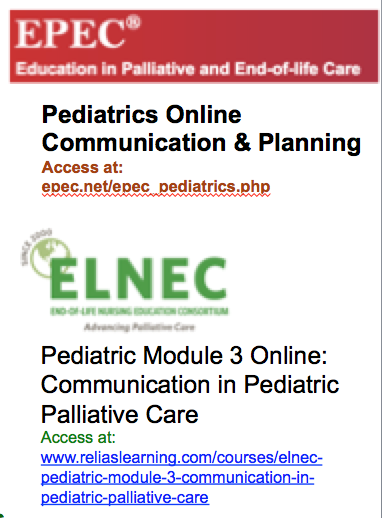 EPEC®
Education in Palliative and End-of-life Care
Pediatrics Online
Communication & Planning
Access at:
epec.net/epec_pediatrics.php
SINCE 2000
ELNEC
END-OF-LIFE NURSING EDUCATION CONSORTIUM
Advancing Palliative Care
Pediatric Module 3 Online:
Communication in Pediatric
Palliative Care
Access at:
www.reliaslearning.com/courses/elnec-
pediatric-module-3-communication-in-
pediatric-palliative-care